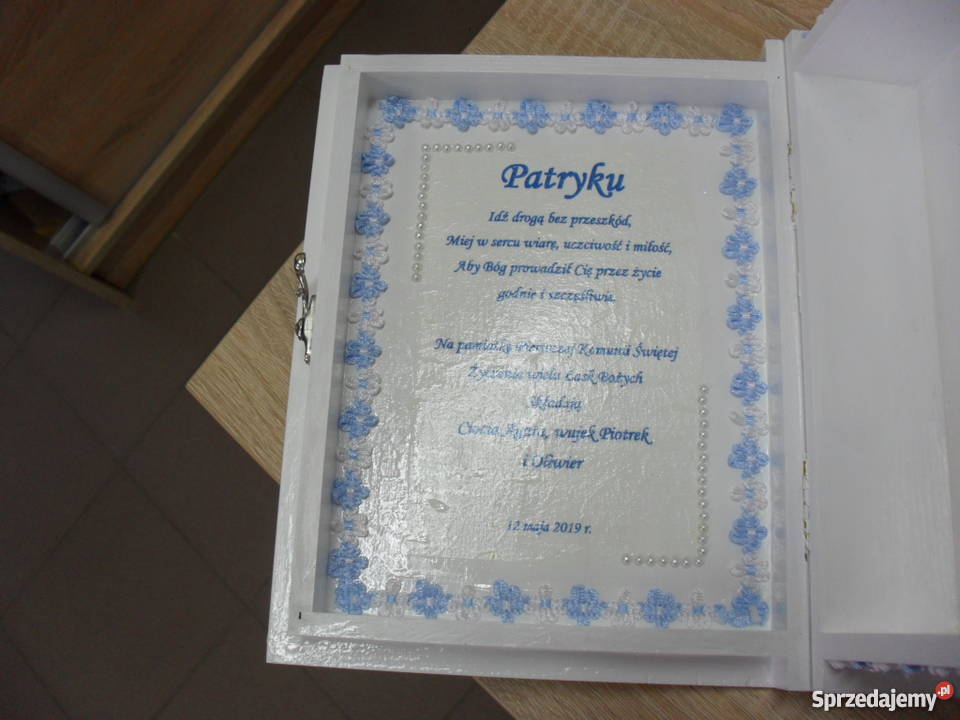 Patryku
Idź drogą bez przeszkód,
Miej w sercu wiarę, uczciwość i miłość,
Aby Bóg prowadził Cię przez życie
godnie i szczęśliwie.
Na pamiątkę Pierwszej Komunii Świętej
Życzenia wielu Łask Bożych
Składają
Ciocia wujek Piotrek
i Oliwier
12 maja 2019 r.
Sprzedajemy.pl